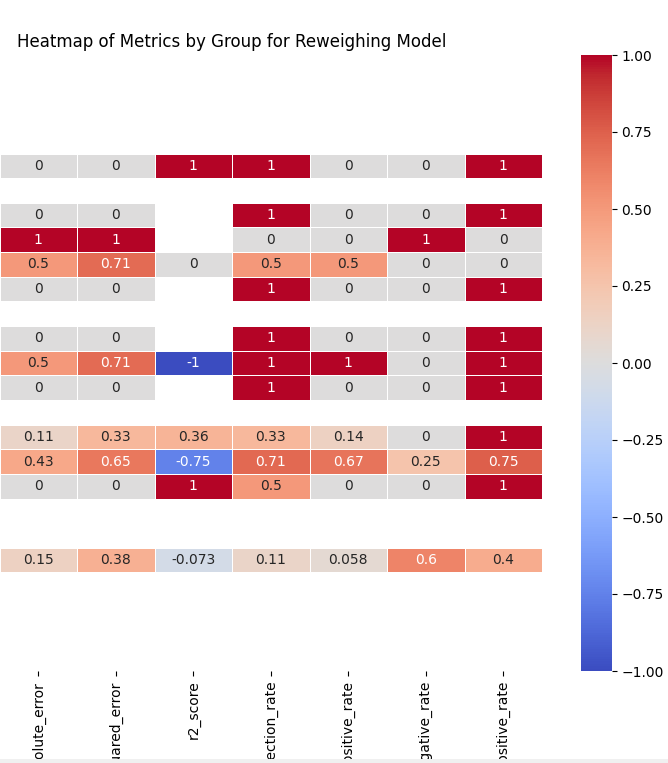 Heatmap of Metrics by Group for Reweighing Model
0 0 1 1 0 0 1
0 0 1 0 0 1
1 1 0 0 1 0
0.5 0.71 0 0.5 0.5 0 0
0 0 1 0 0 1
0 0 1 0 0 1
0.5 0.71 -1 1 1 0 1
0 0 1 0 0 1
0.11 0.33 0.36 0.33 0.14 0 1
0.43 0.65 -0.75 0.71 0.67 0.25 0.75
0 0 1 0.5 0 0 1
0.15 0.38 -0.073 0.11 0.058 0.6 0.4
olute_error
uared_error
r2_score
ection_rate
ositive_rate
gative_rate
ositive_rate
1.00
0.75
0.50
0.25
0.00
−0.25
−0.50
−0.75
−1.00